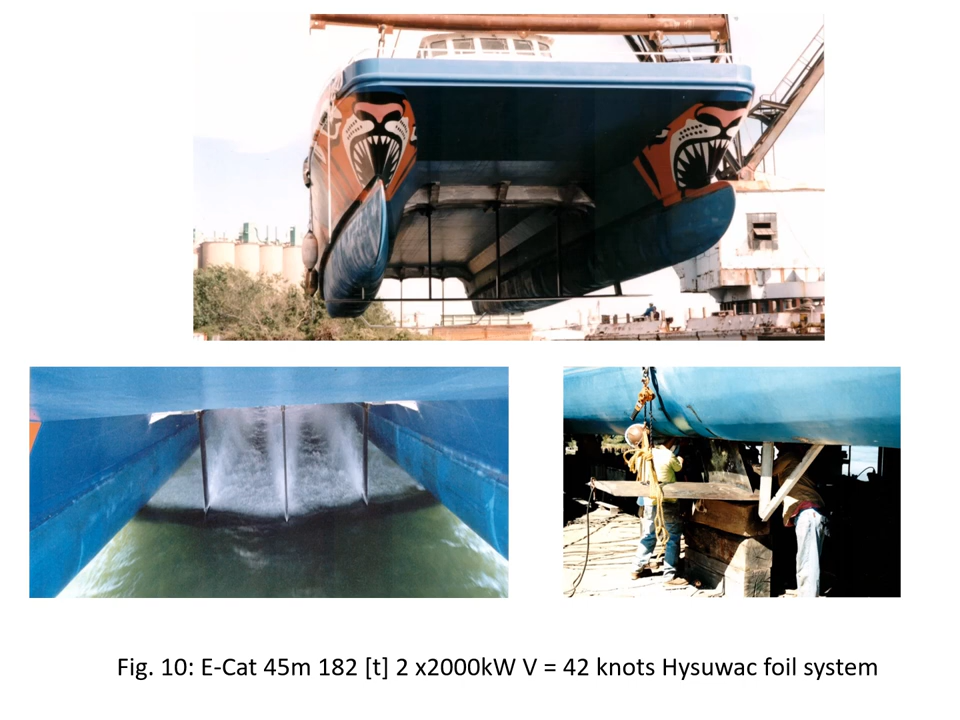 Fig. 10: E-Cat 45m 182 [t] 2 x2000kW V = 42 knots Hysuwac foil system